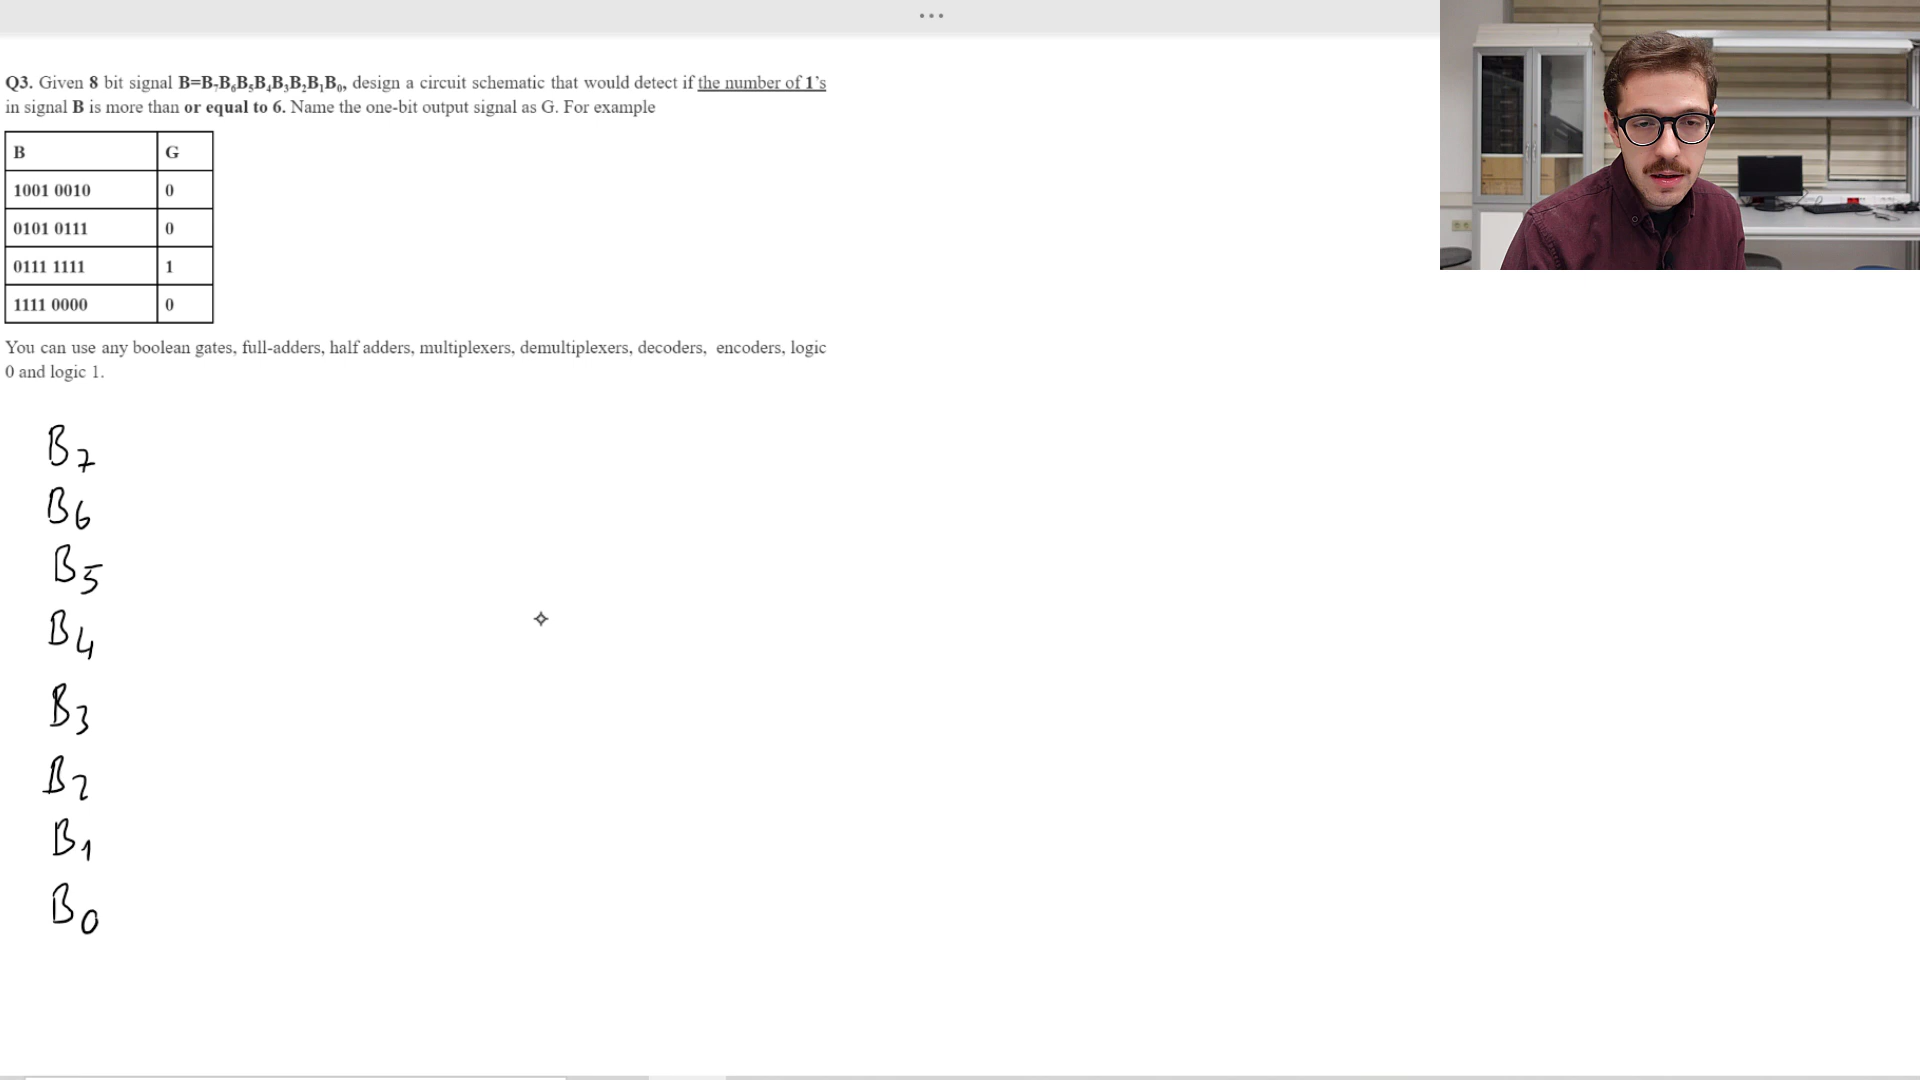 Q3. Given 8 bit signal B=B₇B₆B₅B₄B₃B₂B₁B₀, design a circuit schematic that would detect if the number of 1's
in signal B is more than or equal to 6. Name the one-bit output signal as G. For example
B G
1001 0010 0
0101 0111 0
0111 1111 1
1111 0000 0
You can use any boolean gates, full-adders, half adders, multiplexers, demultiplexers, decoders, encoders, logic
0 and logic 1.
B₇
B₆
B₅
B₄
B₃
B₂
B₁
B₀